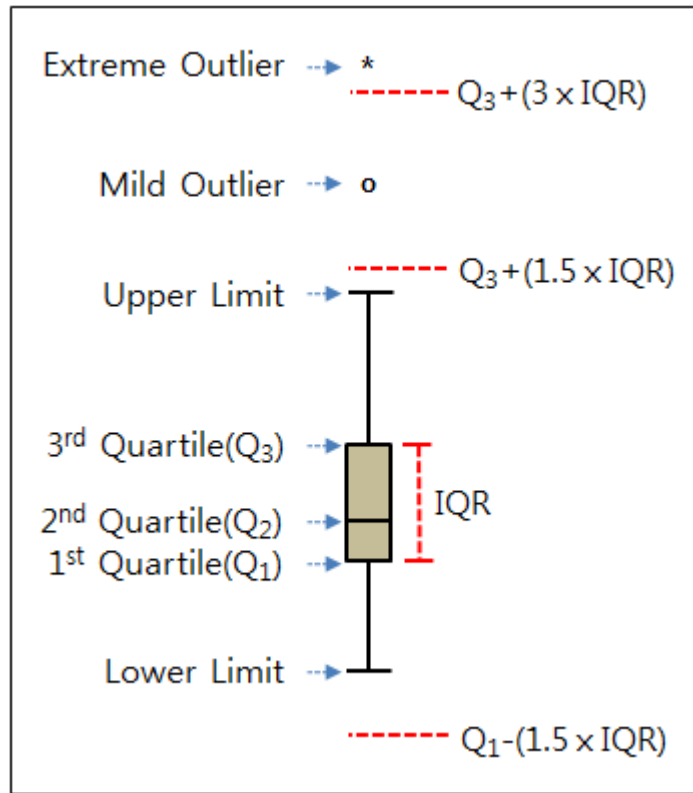 Extreme Outlier *
Q₃+(3 x IQR)
Mild Outlier o
Q₃+(1.5 x IQR)
Upper Limit
3rd Quartile(Q₃)
IQR
2nd Quartile(Q₂)
1st Quartile(Q₁)
Lower Limit
Q₁-(1.5 x IQR)